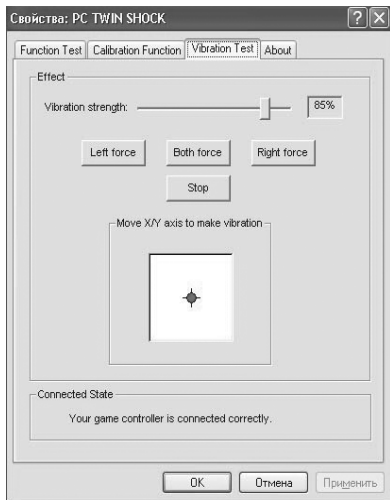 Свойства: PC TWIN SHOCK
Function Test Calibration Function Vibration Test About
Effect
Vibration strength: 85%
Left force Both force Right force
Stop
Move X/Y axis to make vibration
Connected State
Your game controller is connected correctly.
OK Отмена Применить